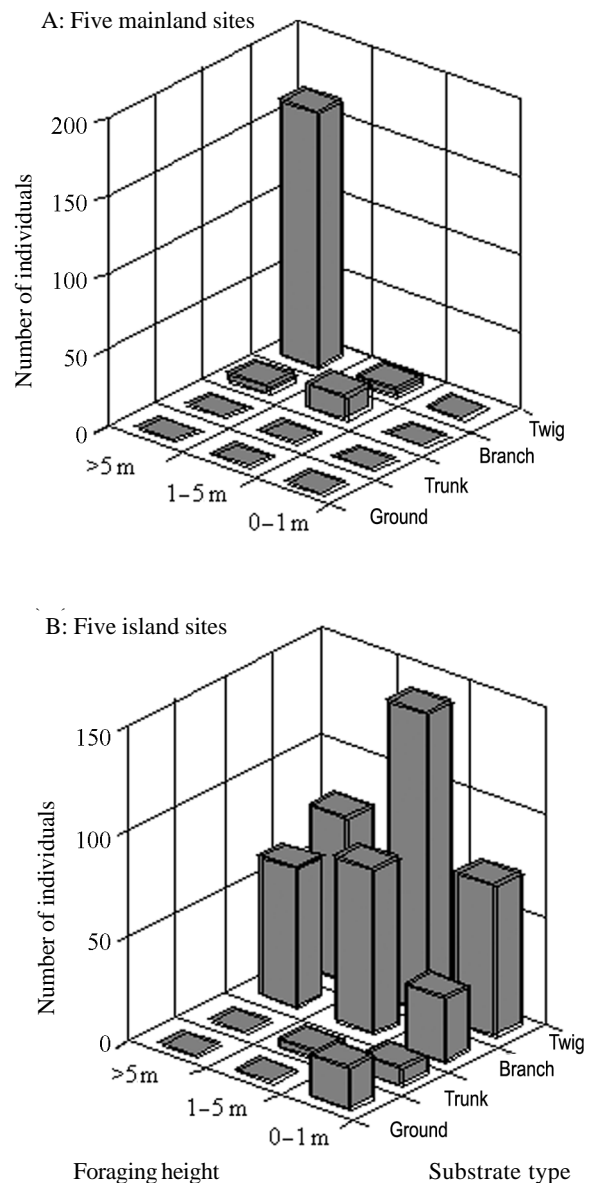 A: Five mainland sites
200
150
100
50
0
Number of individuals
>5 m
1–5 m
0–1 m
Twig
Branch
Trunk
Ground
B: Five island sites
150
100
50
0
Number of individuals
>5m
1–5 m
0–1 m
Twig
Branch
Trunk
Ground
Foraging height
Substrate type